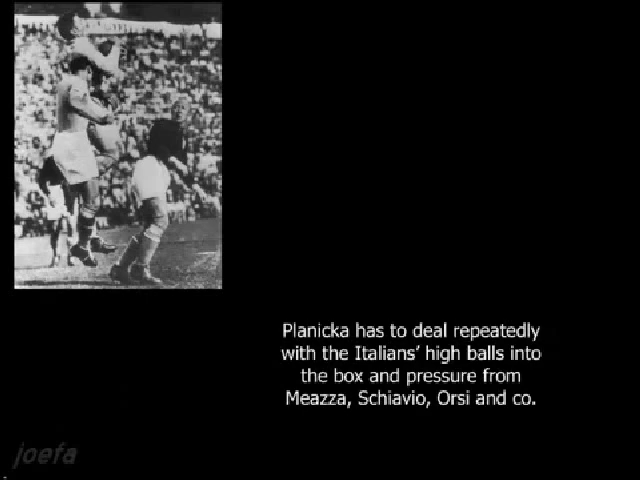 Planicka has to deal repeatedly
with the Italians' high balls into
the box and pressure from
Meazza, Schiavio, Orsi and co.
joefa